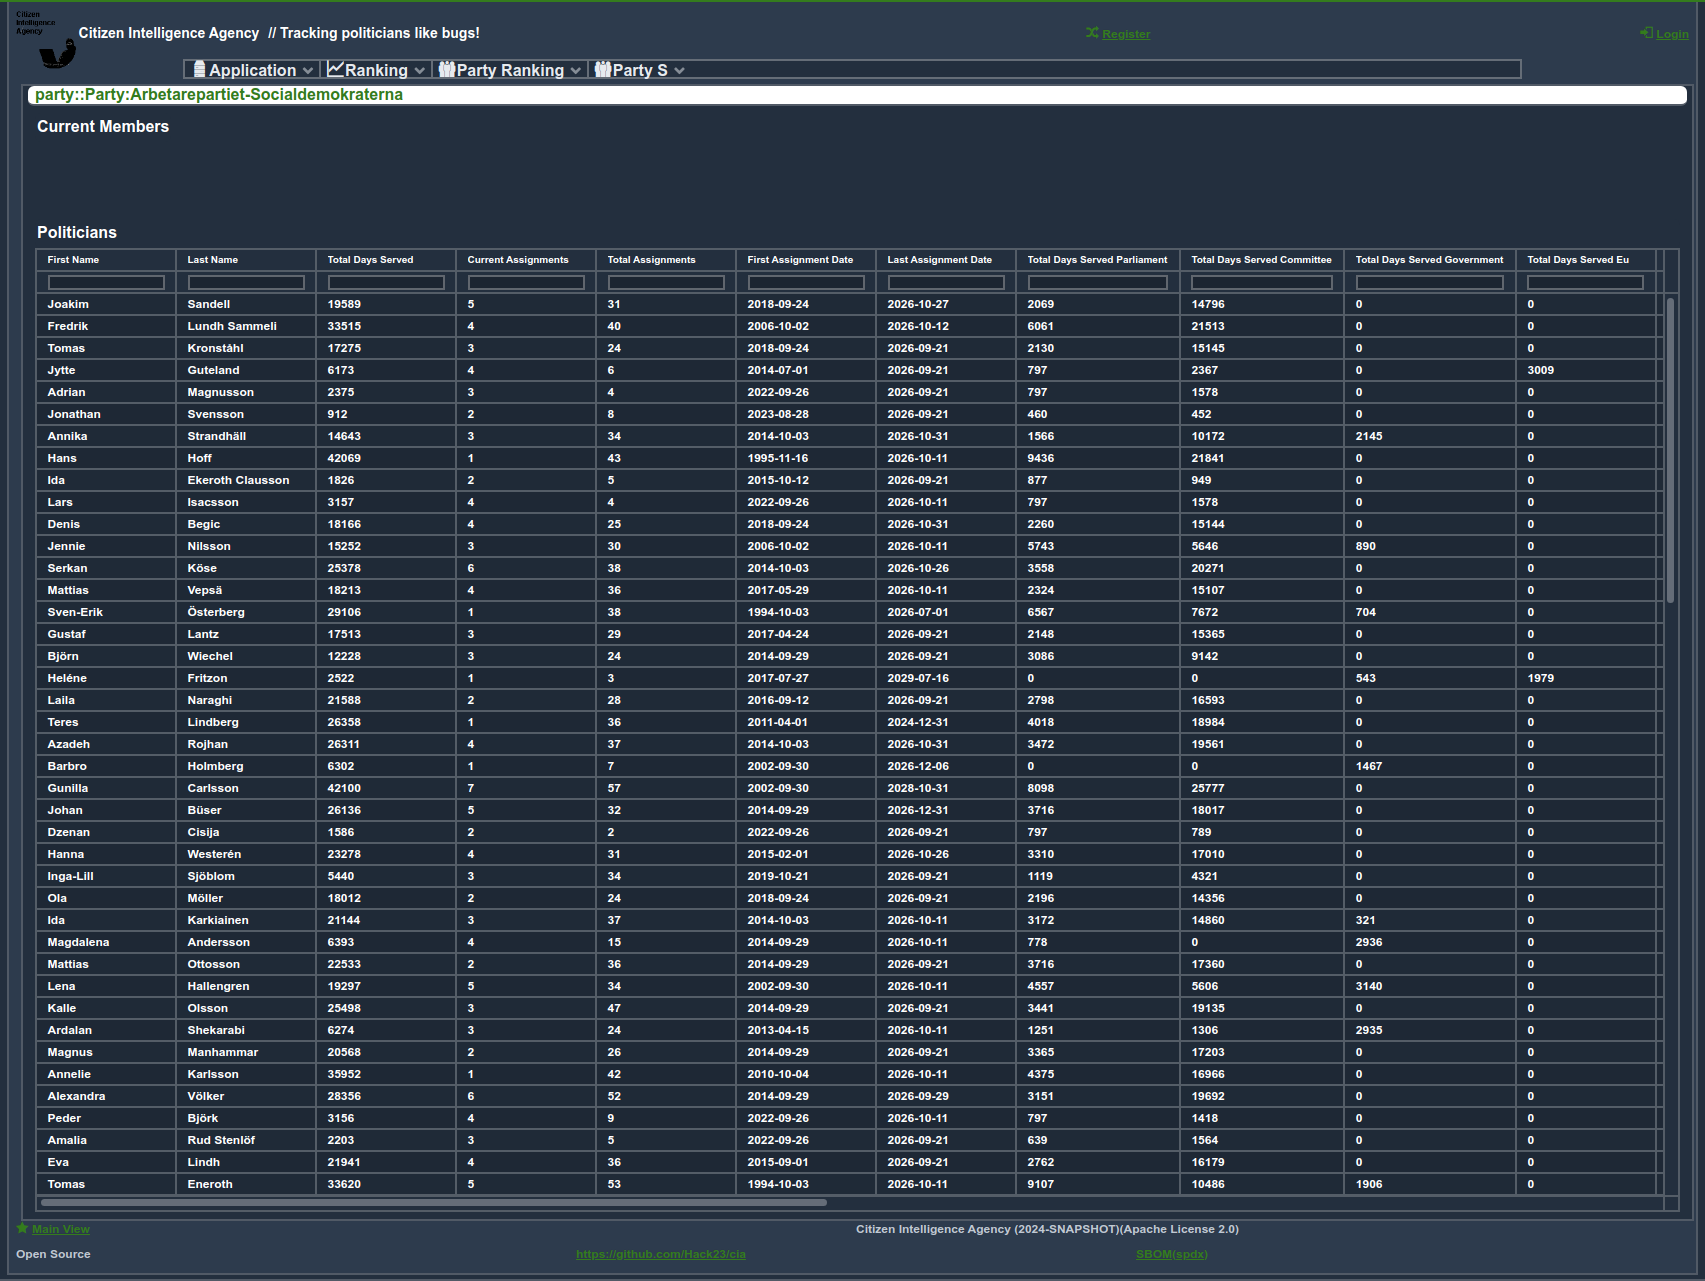 Citizen
Intelligence
Agency
Citizen Intelligence Agency // Tracking politicians like bugs!
Register
Login
Application Ranking Party Ranking Party S
party::Party:Arbetarepartiet-Socialdemokraterna
Current Members
Politicians
First Name Last Name Total Days Served Current Assignments Total Assignments First Assignment Date Last Assignment Date Total Days Served Parliament Total Days Served Committee Total Days Served Government Total Days Served Eu
Joakim Sandell 19589 5 31 2018-09-24 2026-10-27 2069 14796 0 0
Fredrik Lundh Sammeli 33515 4 40 2006-10-02 2026-10-12 6061 21513 0 0
Tomas Kronståhl 17275 3 24 2018-09-24 2026-09-21 2130 15145 0 0
Jytte Guteland 6173 4 6 2014-07-01 2026-09-21 797 2367 0 3009
Adrian Magnusson 2375 3 4 2022-09-26 2026-09-21 797 1578 0 0
Jonathan Svensson 912 2 8 2023-08-28 2026-09-21 460 452 0 0
Annika Strandhäll 14643 3 34 2014-10-03 2026-10-31 1566 10172 2145 0
Hans Hoff 42069 1 43 1995-11-16 2026-10-11 9436 21841 0 0
Ida Ekeroth Clausson 1826 2 5 2015-10-12 2026-09-21 877 949 0 0
Lars Isacsson 3157 4 4 2022-09-26 2026-10-11 797 1578 0 0
Denis Begic 18166 4 25 2018-09-24 2026-10-31 2260 15144 0 0
Jennie Nilsson 15252 3 30 2006-10-02 2026-10-11 5743 5646 890 0
Serkan Köse 25378 6 38 2014-10-03 2026-10-26 3558 20271 0 0
Mattias Vepsä 18213 4 36 2017-05-29 2026-10-11 2324 15107 0 0
Sven-Erik Österberg 29106 1 38 1994-10-03 2026-07-01 6567 7672 704 0
Gustaf Lantz 17513 3 29 2017-04-24 2026-09-21 2148 15365 0 0
Björn Wiechel 12228 3 24 2014-09-29 2026-09-21 3086 9142 0 0
Heléne Fritzon 2522 1 3 2017-07-27 2029-07-16 0 0 543 1979
Laila Naraghi 21588 2 28 2016-09-12 2026-09-21 2798 16593 0 0
Teres Lindberg 26358 1 36 2011-04-01 2024-12-31 4018 18984 0 0
Azadeh Rojhan 26311 4 37 2014-10-03 2026-10-31 3472 19561 0 0
Barbro Holmberg 6302 1 7 2002-09-30 2026-12-06 0 0 1467 0
Gunilla Carlsson 42100 7 57 2002-09-30 2028-10-31 8098 25777 0 0
Johan Büser 26136 5 32 2014-09-29 2026-12-31 3716 18017 0 0
Dzenan Cisija 1586 2 2 2022-09-26 2026-09-21 797 789 0 0
Hanna Westerén 23278 4 31 2015-02-01 2026-10-26 3310 17010 0 0
Inga-Lill Sjöblom 5440 3 34 2019-10-21 2026-09-21 1119 4321 0 0
Ola Möller 18012 2 24 2018-09-24 2026-09-21 2196 14356 0 0
Ida Karkiainen 21144 3 37 2014-10-03 2026-10-11 3172 14860 321 0
Magdalena Andersson 6393 4 15 2014-09-29 2026-10-11 778 0 2936 0
Mattias Ottosson 22533 2 36 2014-09-29 2026-09-21 3716 17360 0 0
Lena Hallengren 19297 5 34 2002-09-30 2026-10-11 4557 5606 3140 0
Kalle Olsson 25498 3 47 2014-09-29 2026-09-21 3441 19135 0 0
Ardalan Shekarabi 6274 3 24 2013-04-15 2026-10-11 1251 1306 2935 0
Magnus Manhammar 20568 2 26 2014-09-29 2026-09-21 3365 17203 0 0
Annelie Karlsson 35952 1 42 2010-10-04 2026-10-11 4375 16966 0 0
Alexandra Völker 28356 6 52 2014-09-29 2026-09-29 3151 19692 0 0
Peder Björk 3156 4 9 2022-09-26 2026-10-11 797 1418 0 0
Amalia Rud Stenlöf 2203 3 5 2022-09-26 2026-09-21 639 1564 0 0
Eva Lindh 21941 4 36 2015-09-01 2026-09-21 2762 16179 0 0
Tomas Eneroth 33620 5 53 1994-10-03 2026-10-11 9107 10486 1906 0
Main View
Citizen Intelligence Agency (2024-SNAPSHOT)(Apache License 2.0)
Open Source
https://github.com/Hack23/cia
SBOM(spdx)